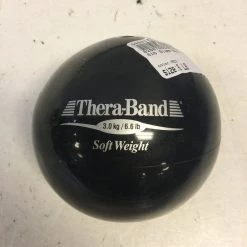 Thera-Band
3.0 kg / 6.6 lb
Soft Weight